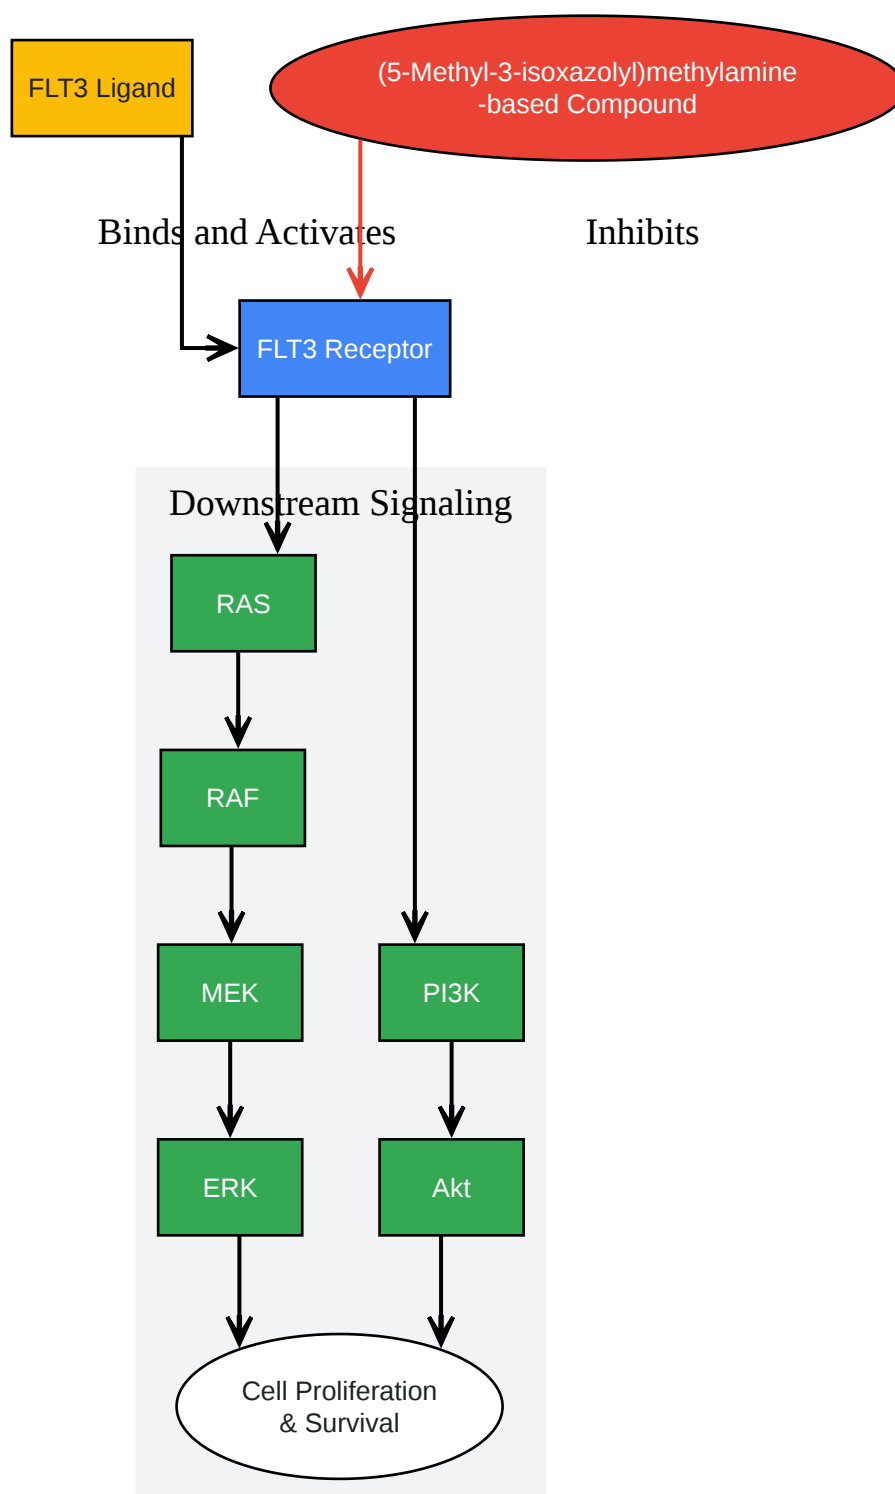 FLT3 Ligand
(5-Methyl-3-isoxazolyl)methylamine
-based Compound
Binds and Activates
Inhibits
FLT3 Receptor
Downstream Signaling
RAS
RAF
MEK
PI3K
ERK
Akt
Cell Proliferation
& Survival